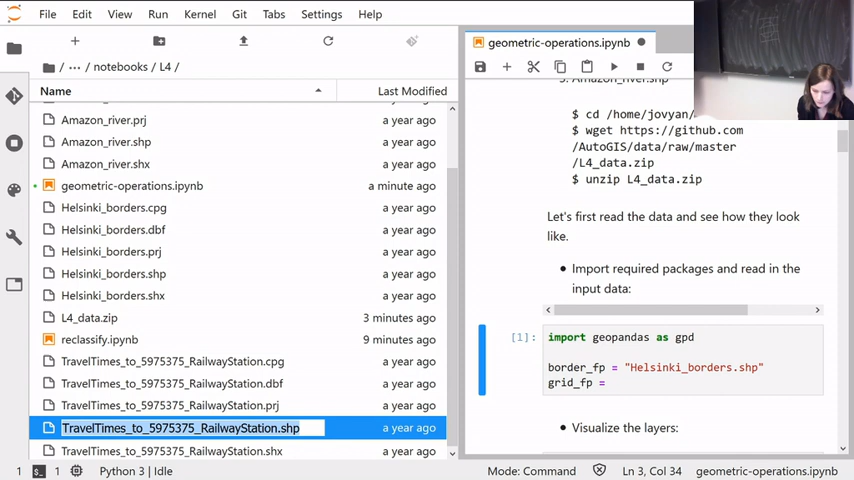 File Edit View Run Kernel Git Tabs Settings Help
/ ··· / notebooks / L4 /
Name Last Modified
Amazon_river.prj a year ago
Amazon_river.shp a year ago
Amazon_river.shx a year ago
geometric-operations.ipynb a minute ago
Helsinki_borders.cpg a year ago
Helsinki_borders.dbf a year ago
Helsinki_borders.prj a year ago
Helsinki_borders.shp a year ago
Helsinki_borders.shx a year ago
L4_data.zip 3 minutes ago
reclassify.ipynb 9 minutes ago
TravelTimes_to_5975375_RailwayStation.cpg a year ago
TravelTimes_to_5975375_RailwayStation.dbf a year ago
TravelTimes_to_5975375_RailwayStation.prj a year ago
TravelTimes_to_5975375_RailwayStation.shp a year ago
TravelTimes_to_5975375_RailwayStation.shx a year ago
geometric-operations.ipynb
Amazon_river.shp
$ cd /home/jovyan/
$ wget https://github.com
/AutoGIS/data/raw/master
/L4_data.zip
$ unzip L4_data.zip
Let's first read the data and see how they look
like.
• Import required packages and read in the
input data:
[1]: import geopandas as gpd
border_fp = "Helsinki_borders.shp"
grid_fp =
• Visualize the layers:
1 1 Python 3 | Idle Mode: Command Ln 3, Col 34 geometric-operations.ipynb